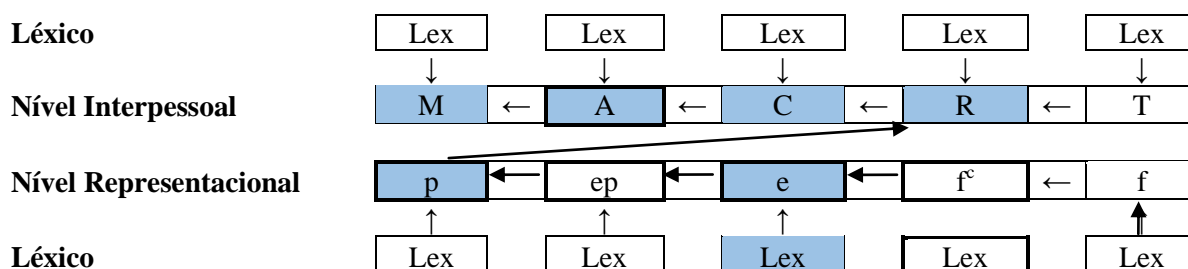 Léxico Lex Lex Lex Lex Lex
↓ ↓ ↓ ↓ ↓
Nível Interpessoal M ← A ← C ← R ← T
Nível Representacional p ← ep ← e ← fᶜ ← f
↑ ↑ ↑ ↑
Léxico Lex Lex Lex Lex Lex